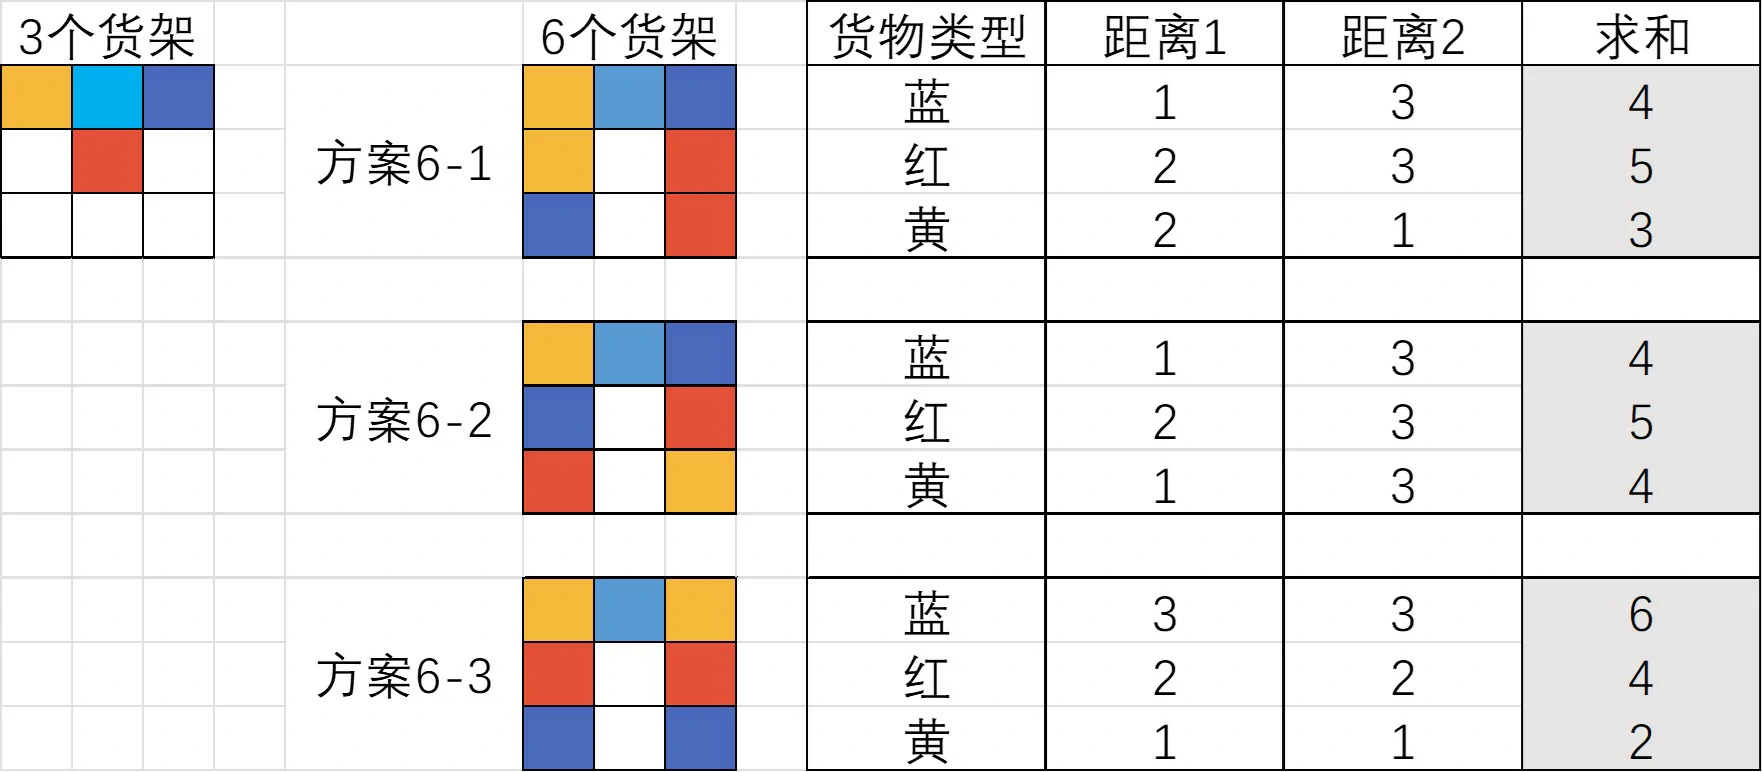 3个货架 6个货架 货物类型 距离1 距离2 求和
蓝 1 3 4
方案6-1 红 2 3 5
黄 2 1 3
蓝 1 3 4
方案6-2 红 2 3 5
黄 1 3 4
蓝 3 3 6
方案6-3 红 2 2 4
黄 1 1 2